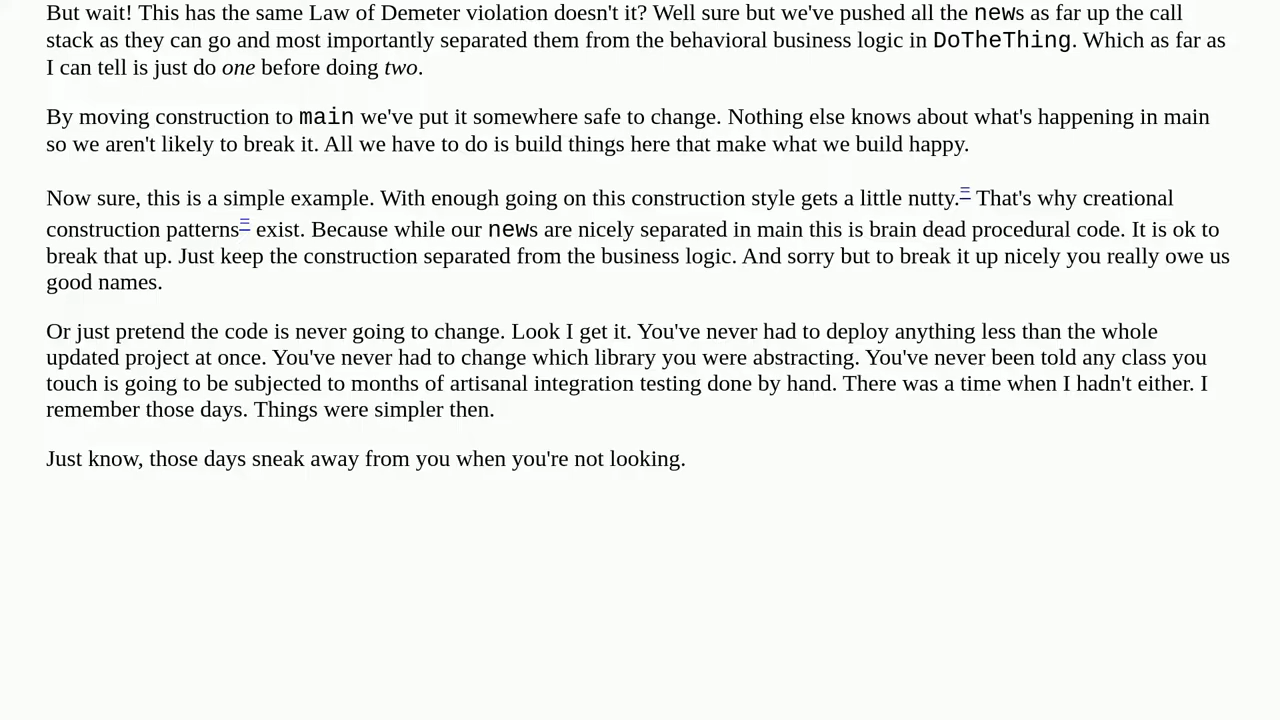 But wait! This has the same Law of Demeter violation doesn't it? Well sure but we've pushed all the news as far up the call
stack as they can go and most importantly separated them from the behavioral business logic in DoTheThing. Which as far as
I can tell is just do one before doing two.
By moving construction to main we've put it somewhere safe to change. Nothing else knows about what's happening in main
so we aren't likely to break it. All we have to do is build things here that make what we build happy.
Now sure, this is a simple example. With enough going on this construction style gets a little nutty.= That's why creational
construction patterns= exist. Because while our news are nicely separated in main this is brain dead procedural code. It is ok to
break that up. Just keep the construction separated from the business logic. And sorry but to break it up nicely you really owe us
good names.
Or just pretend the code is never going to change. Look I get it. You've never had to deploy anything less than the whole
updated project at once. You've never had to change which library you were abstracting. You've never been told any class you
touch is going to be subjected to months of artisanal integration testing done by hand. There was a time when I hadn't either. I
remember those days. Things were simpler then.
Just know, those days sneak away from you when you're not looking.